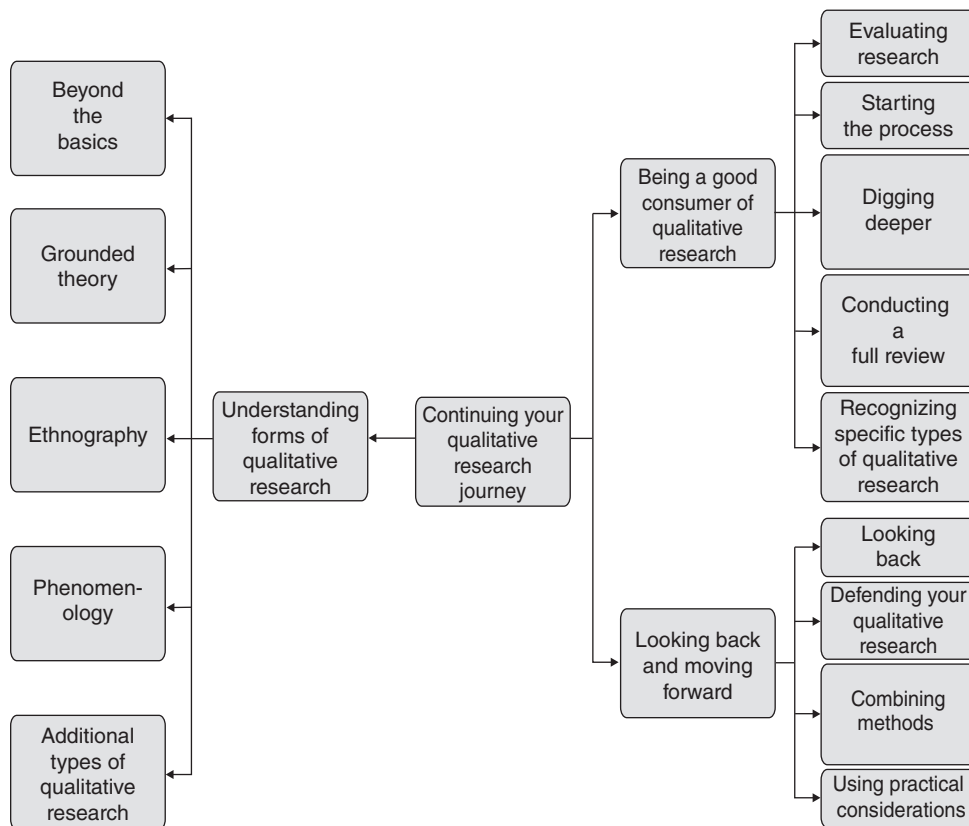 Beyond
the
basics
Grounded
theory
Ethnography
Phenomen-
ology
Additional
types of
qualitative
research
Understanding
forms of
qualitative
research
Continuing your
qualitative
research
journey
Being a good
consumer of
qualitative
research
Evaluating
research
Starting
the process
Digging
deeper
Conducting
a
full review
Recognizing
specific types
of qualitative
research
Looking back
and moving
forward
Looking
back
Defending your
qualitative
research
Combining
methods
Using practical
considerations